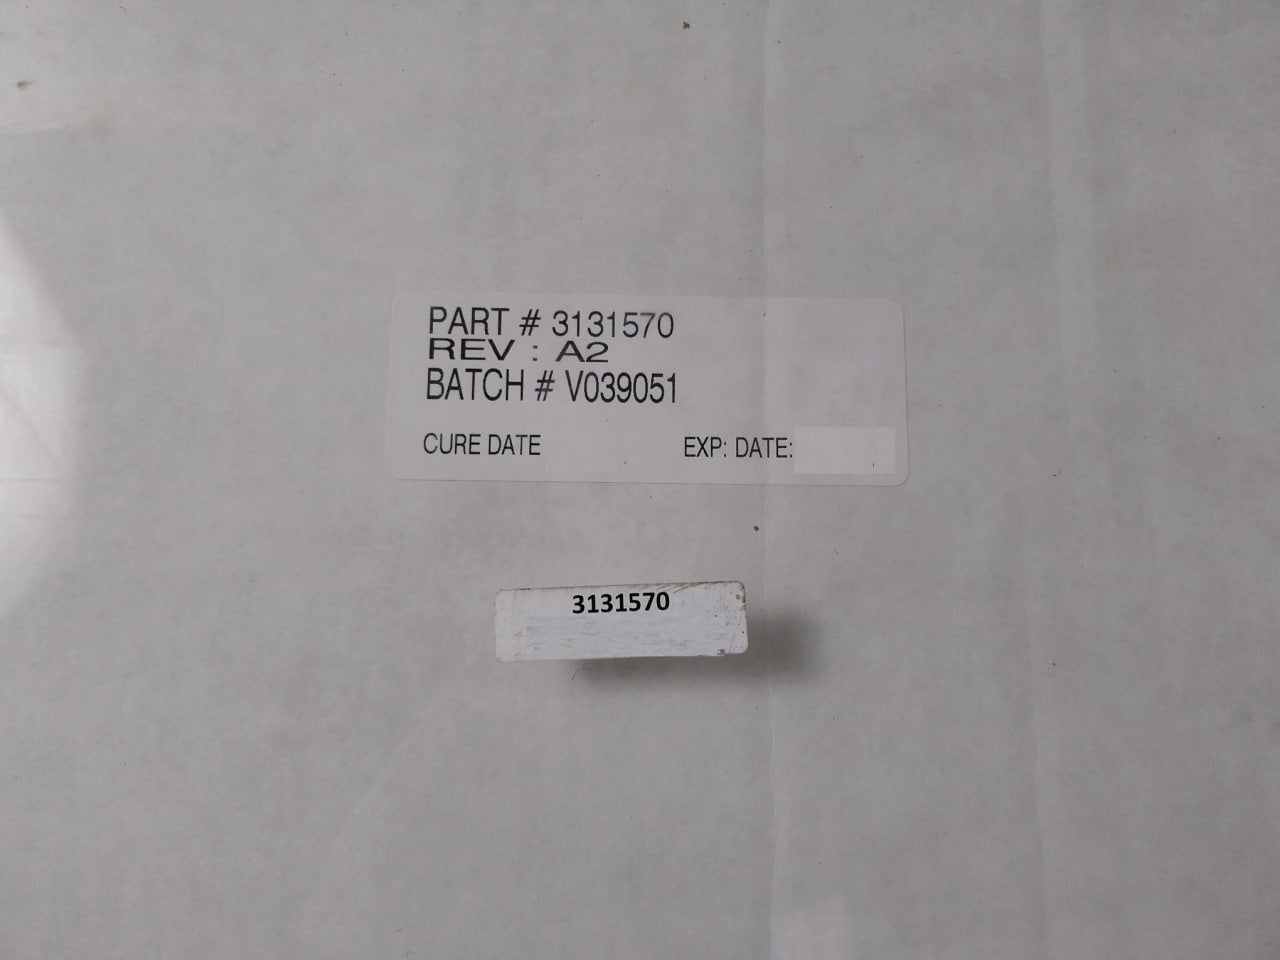 PART # 3131570
REV : A2
BATCH # V039051
CURE DATE EXP: DATE:
3131570